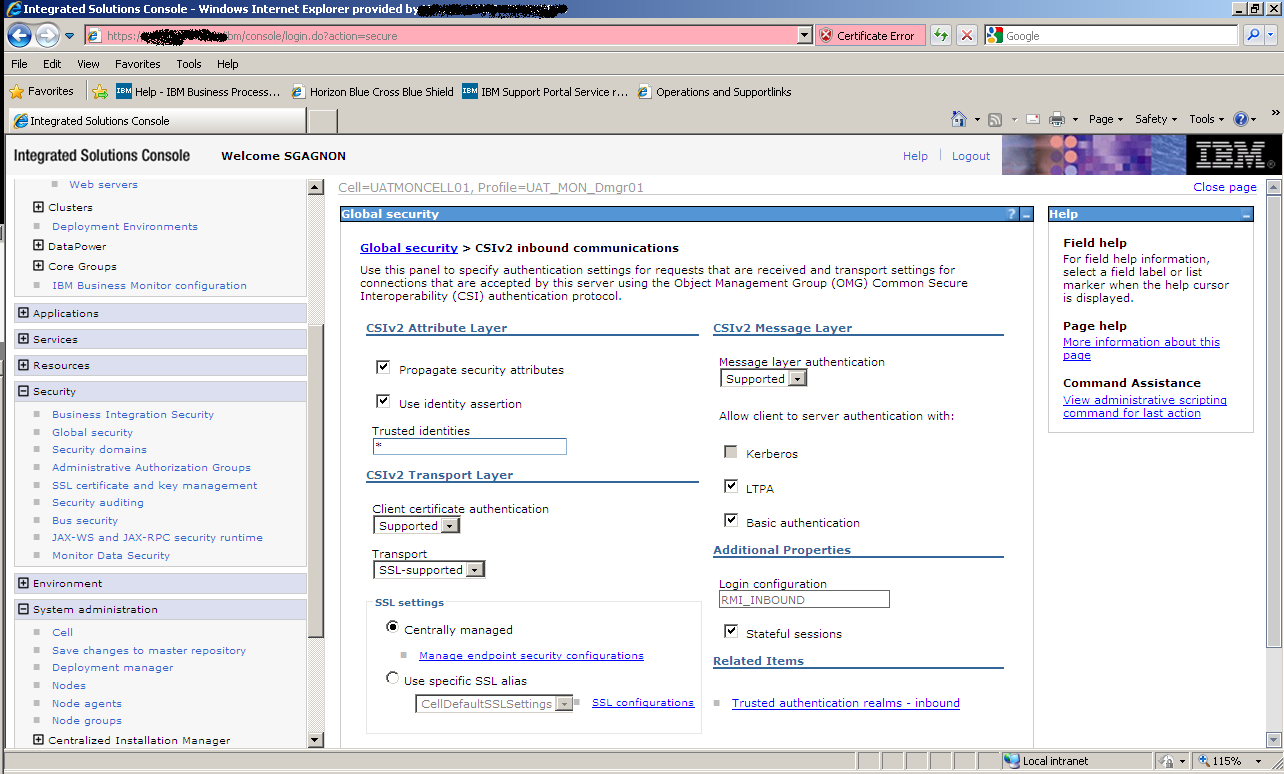 Integrated Solutions Console - Windows Internet Explorer provided by
https: bm/console/login.do?action=secure
Certificate Error
Google
File Edit View Favorites Tools Help
Favorites
IBM Help - IBM Business Process...
Horizon Blue Cross Blue Shield
IBM IBM Support Portal Service r...
Operations and Supportlinks
Integrated Solutions Console
Page Safety Tools
Integrated Solutions Console
Welcome SGAGNON
Help
Logout
IBM
Web servers
Clusters
Deployment Environments
DataPower
Core Groups
IBM Business Monitor configuration
Applications
Services
Resources
Security
Business Integration Security
Global security
Security domains
Administrative Authorization Groups
SSL certificate and key management
Security auditing
Bus security
JAX-WS and JAX-RPC security runtime
Monitor Data Security
Environment
System administration
Cell
Save changes to master repository
Deployment manager
Nodes
Node agents
Node groups
Centralized Installation Manager
Cell=UATMONCELL01, Profile=UAT_MON_Dmgr01
Close page
Global security
?
Global security > CSIv2 inbound communications
Use this panel to specify authentication settings for requests that are received and transport settings for
connections that are accepted by this server using the Object Management Group (OMG) Common Secure
Interoperability (CSI) authentication protocol.
CSIv2 Attribute Layer
Propagate security attributes
Use identity assertion
Trusted identities
*
CSIv2 Transport Layer
Client certificate authentication
Supported
Transport
SSL-supported
SSL settings
Centrally managed
Manage endpoint security configurations
Use specific SSL alias
CellDefaultSSLSettings
SSL configurations
CSIv2 Message Layer
Message layer authentication
Supported
Allow client to server authentication with:
Kerberos
LTPA
Basic authentication
Additional Properties
Login configuration
RMI_INBOUND
Stateful sessions
Related Items
Trusted authentication realms - inbound
Help
Field help
For field help information,
select a field label or list
marker when the help cursor
is displayed.
Page help
More information about this
page
Command Assistance
View administrative scripting
command for last action
Local intranet
115%